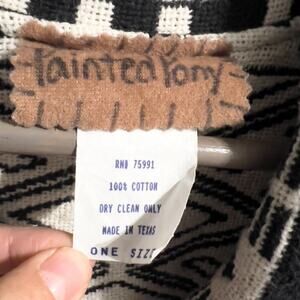 Painted Pony
RN# 75991
100% COTTON
DRY CLEAN ONLY
MADE IN TEXAS
ONE SIZE